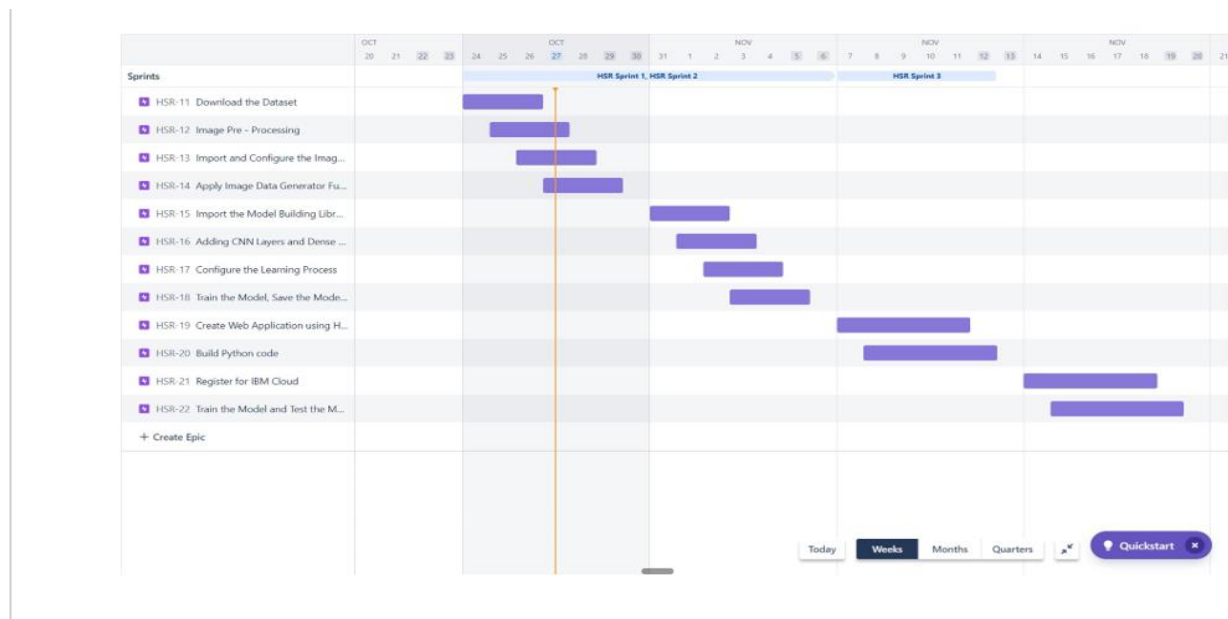 OCT OCT NOV NOV NOV
20 21 22 23 24 25 26 27 28 29 30 31 1 2 3 4 5 6 7 8 9 10 11 12 13 14 15 16 17 18 19 20 21
Sprints HSR Sprint 1, HSR Sprint 2 HSR Sprint 3
HSR-11 Download the Dataset
HSR-12 Image Pre - Processing
HSR-13 Import and Configure the Imag...
HSR-14 Apply Image Data Generator Fu...
HSR-15 Import the Model Building Libr...
HSR-16 Adding CNN Layers and Dense ...
HSR-17 Configure the Learning Process
HSR-18 Train the Model, Save the Mode...
HSR-19 Create Web Application using H...
HSR-20 Build Python code
HSR-21 Register for IBM Cloud
HSR-22 Train the Model and Test the M...
+ Create Epic
Today Weeks Months Quarters Quickstart